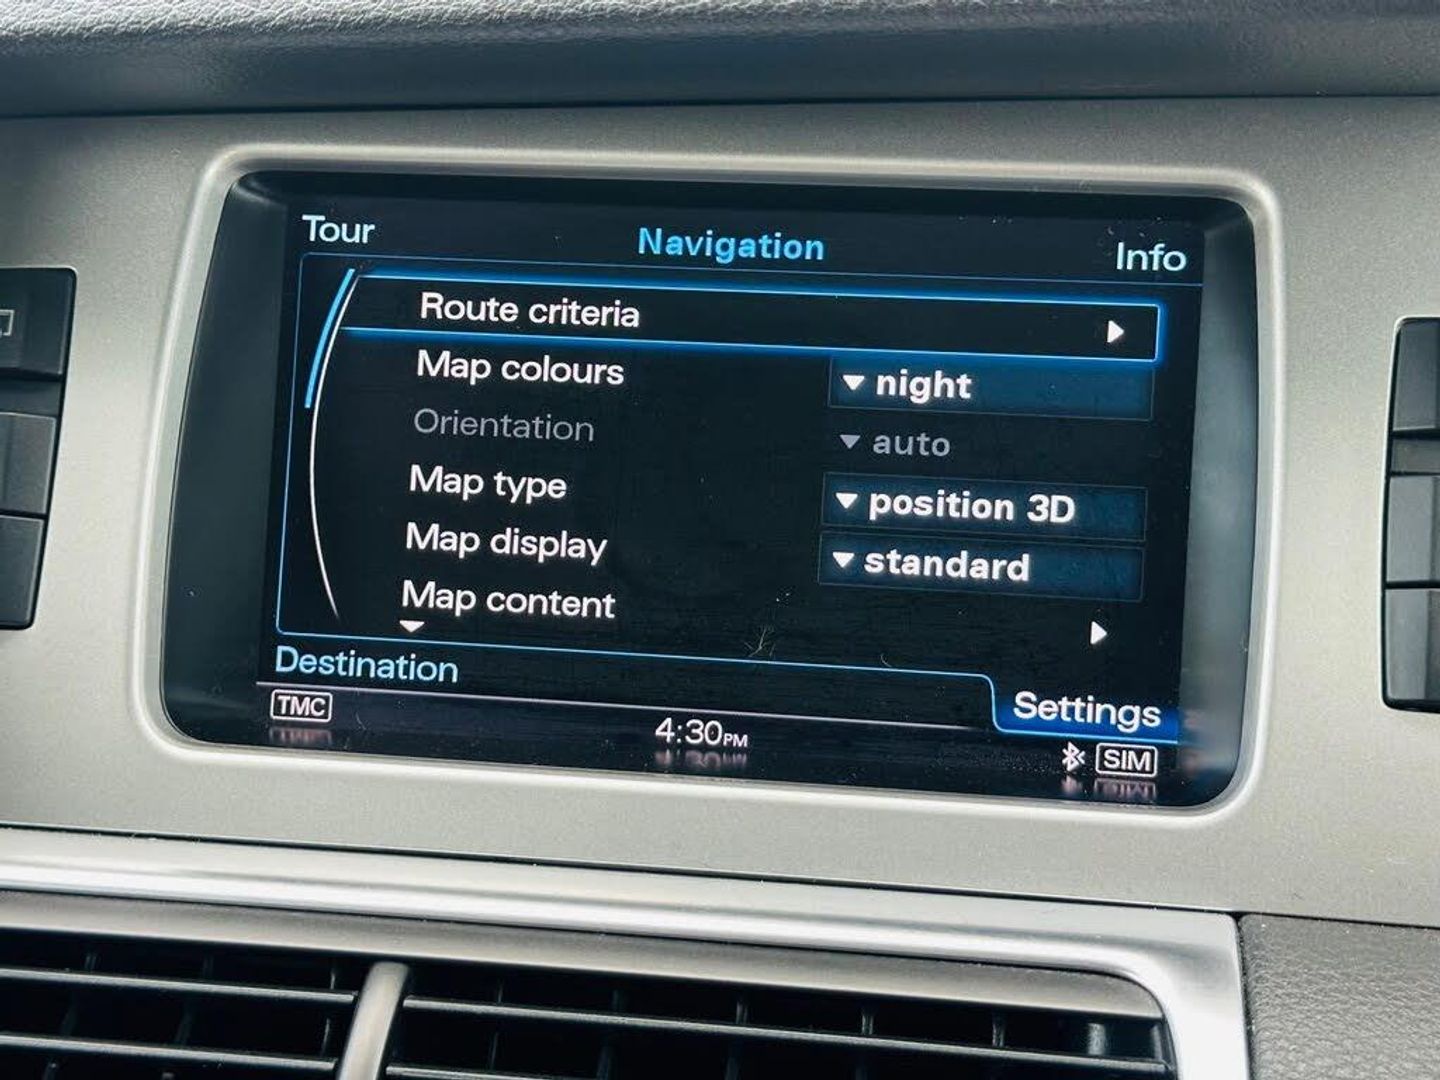 Tour Navigation Info
Route criteria
Map colours night
Orientation auto
Map type position 3D
Map display standard
Map content
Destination Settings
TMC 4:30PM SIM